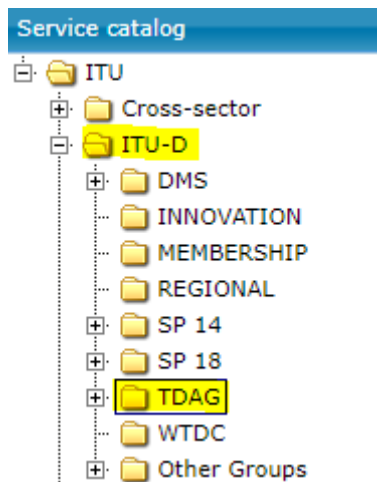 Service catalog
ITU
Cross-sector
ITU-D
DMS
INNOVATION
MEMBERSHIP
REGIONAL
SP 14
SP 18
TDAG
WTDC
Other Groups